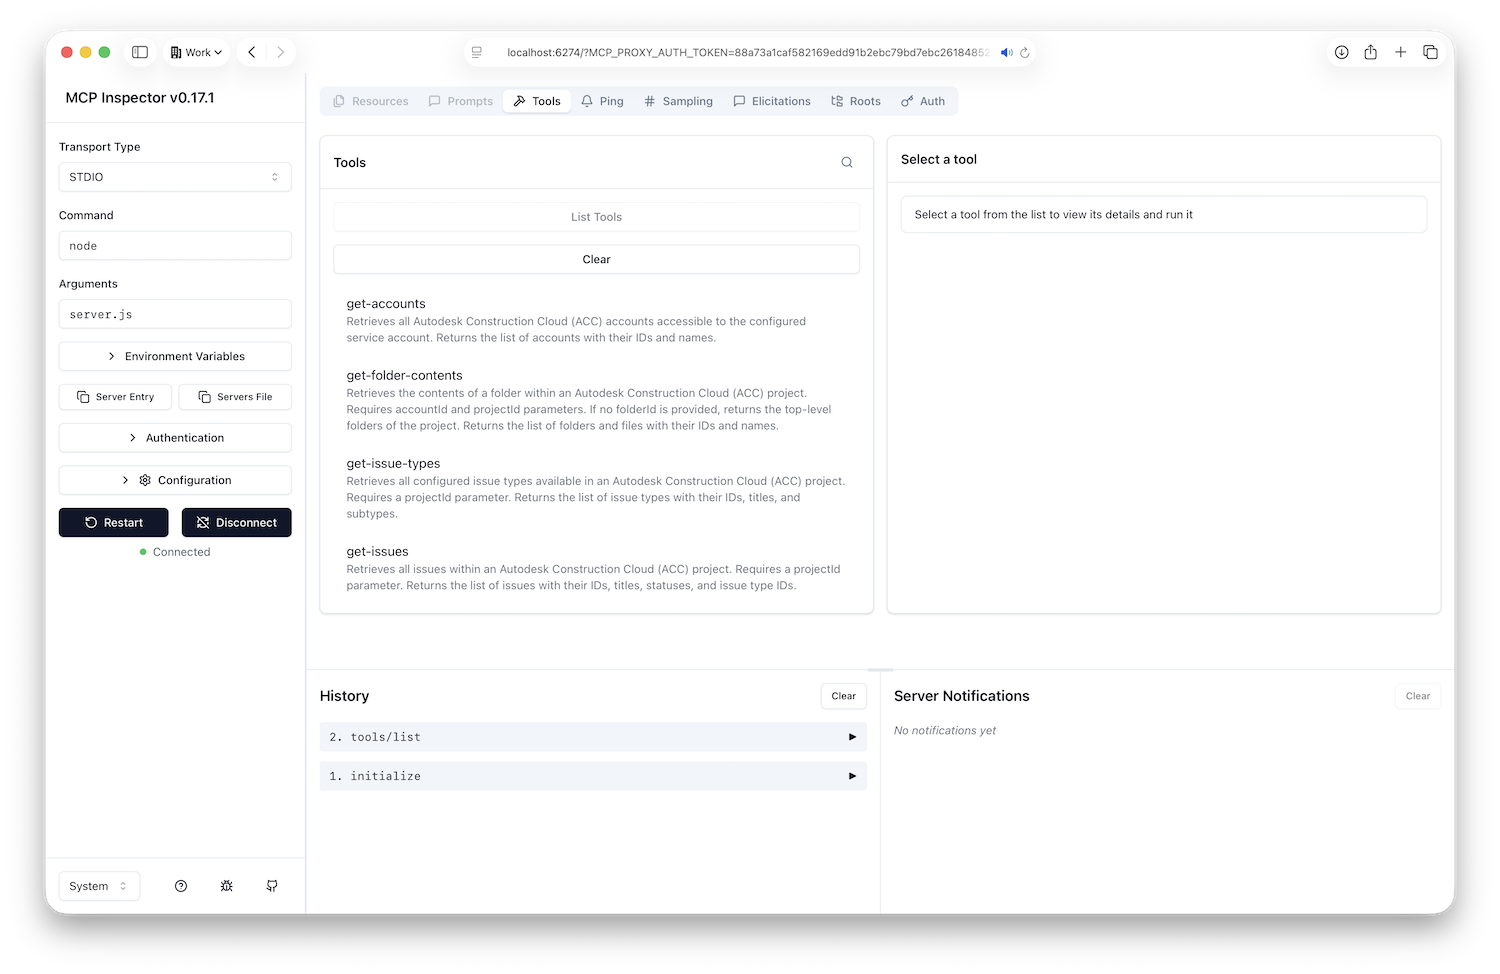 Work
localhost:6274/?MCP_PROXY_AUTH_TOKEN=88a73a1caf582169edd91b2ebc79bd7ebc26184852
MCP Inspector v0.17.1
Transport Type
STDIO
Command
node
Arguments
server.js
Environment Variables
Server Entry
Servers File
Authentication
Configuration
Restart
Disconnect
Connected
System
Resources
Prompts
Tools
Ping
Sampling
Elicitations
Roots
Auth
Tools
List Tools
Clear
get-accounts
Retrieves all Autodesk Construction Cloud (ACC) accounts accessible to the configured
service account. Returns the list of accounts with their IDs and names.
get-folder-contents
Retrieves the contents of a folder within an Autodesk Construction Cloud (ACC) project.
Requires accountId and projectId parameters. If no folderId is provided, returns the top-level
folders of the project. Returns the list of folders and files with their IDs and names.
get-issue-types
Retrieves all configured issue types available in an Autodesk Construction Cloud (ACC) project.
Requires a projectId parameter. Returns the list of issue types with their IDs, titles, and
subtypes.
get-issues
Retrieves all issues within an Autodesk Construction Cloud (ACC) project. Requires a projectId
parameter. Returns the list of issues with their IDs, titles, statuses, and issue type IDs.
Select a tool
Select a tool from the list to view its details and run it
History
Clear
2. tools/list
1. initialize
Server Notifications
Clear
No notifications yet